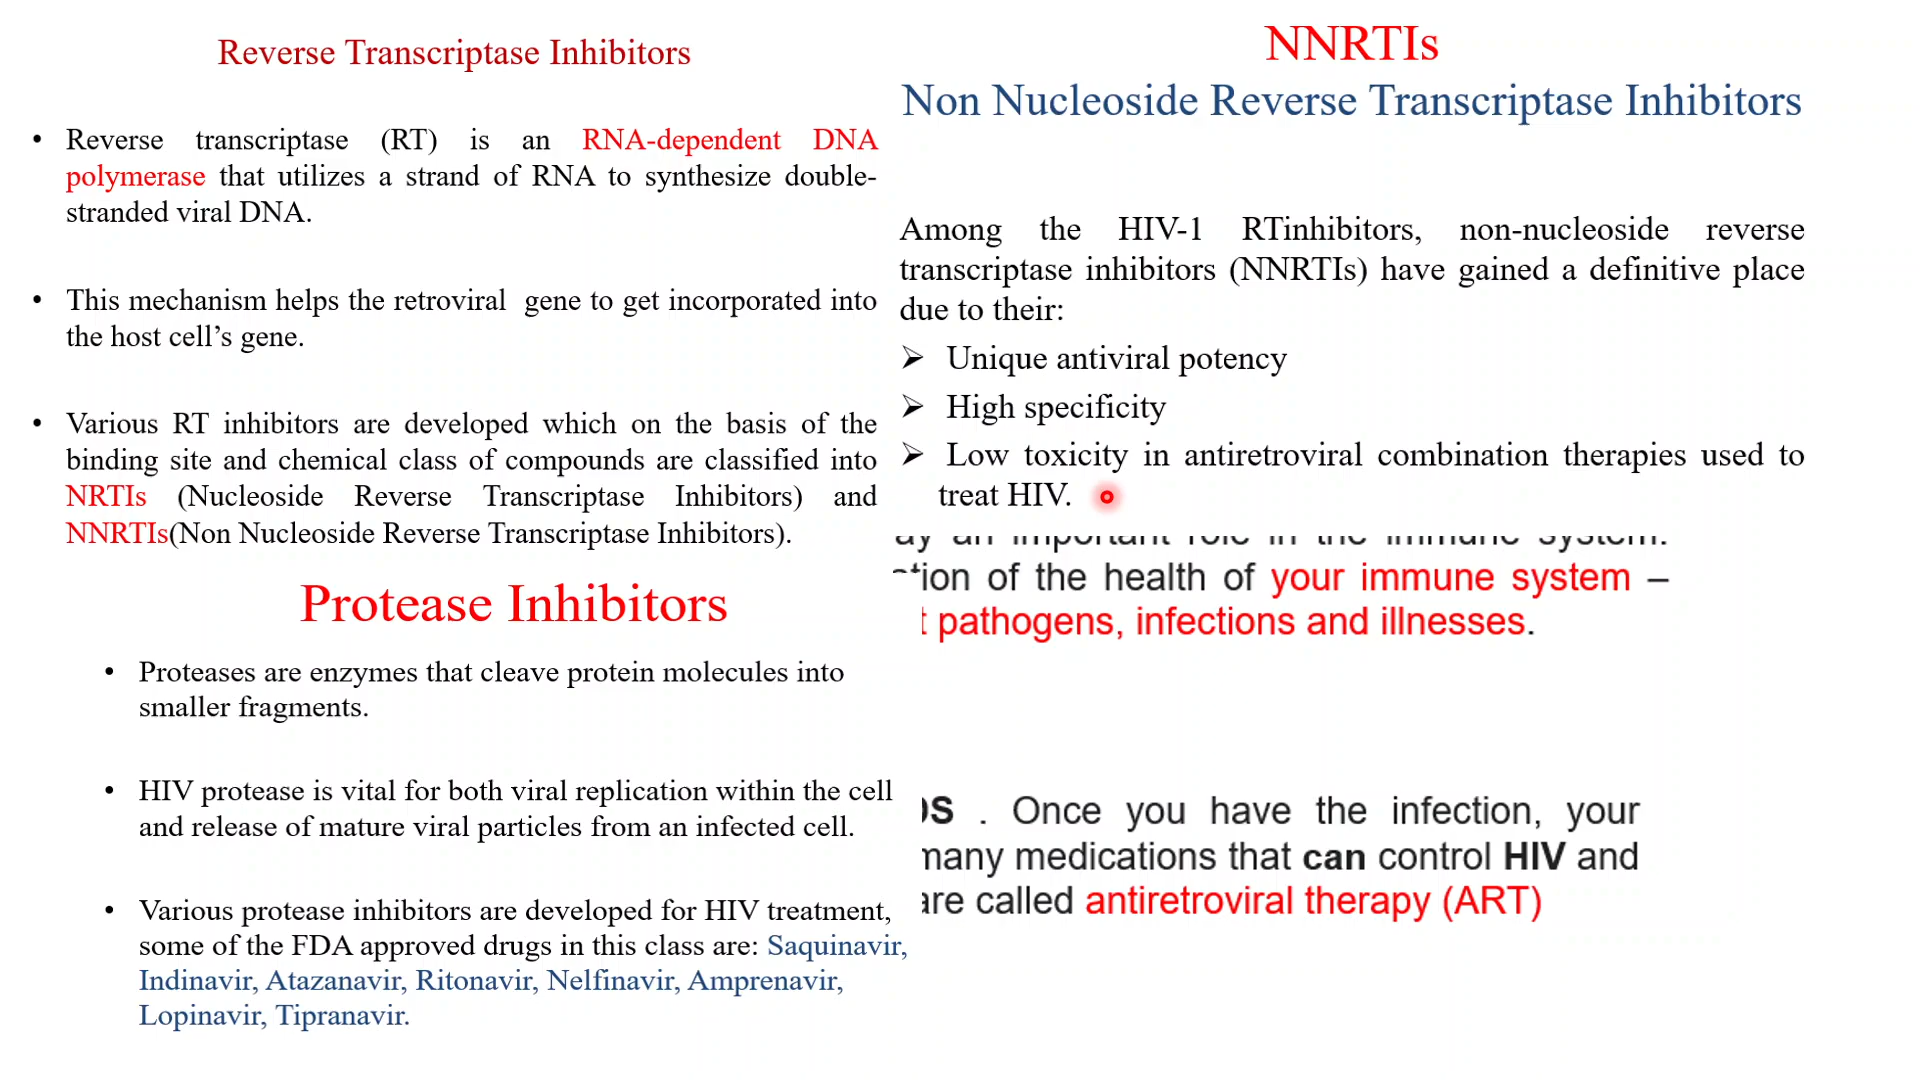 Reverse Transcriptase Inhibitors
• Reverse transcriptase (RT) is an RNA-dependent DNA
polymerase that utilizes a strand of RNA to synthesize double-
stranded viral DNA.
• This mechanism helps the retroviral gene to get incorporated into
the host cell’s gene.
• Various RT inhibitors are developed which on the basis of the
binding site and chemical class of compounds are classified into
NRTIs (Nucleoside Reverse Transcriptase Inhibitors) and
NNRTIs(Non Nucleoside Reverse Transcriptase Inhibitors).
Protease Inhibitors
• Proteases are enzymes that cleave protein molecules into
smaller fragments.
• HIV protease is vital for both viral replication within the cell
and release of mature viral particles from an infected cell.
• Various protease inhibitors are developed for HIV treatment,
some of the FDA approved drugs in this class are: Saquinavir,
Indinavir, Atazanavir, Ritonavir, Nelfinavir, Amprenavir,
Lopinavir, Tipranavir.
NNRTIs
Non Nucleoside Reverse Transcriptase Inhibitors
Among the HIV-1 RTinhibitors, non-nucleoside reverse
transcriptase inhibitors (NNRTIs) have gained a definitive place
due to their:
➢ Unique antiviral potency
➢ High specificity
➢ Low toxicity in antiretroviral combination therapies used to
treat HIV.
an important role in the immune system.
of the health of your immune system –
pathogens, infections and illnesses.
. Once you have the infection, your
many medications that can control HIV and
are called antiretroviral therapy (ART)